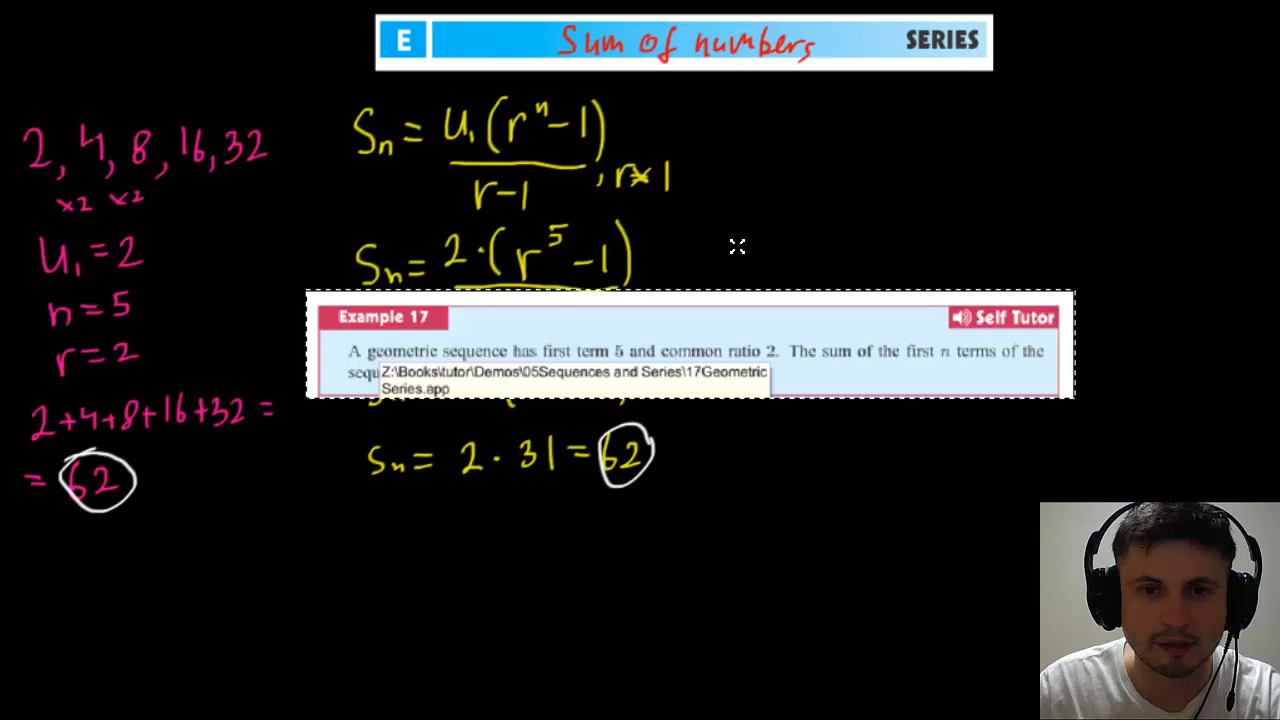 E Sum of numbers SERIES
2, 4, 8, 16, 32
×2 ×2
u₁ = 2
n = 5
r = 2
2+4+8+16+32 =
= 62
Sn = u₁(rⁿ-1)
r-1 , r≠1
Sn = 2·(r⁵-1)
Example 17 Self Tutor
A geometric sequence has first term 5 and common ratio 2. The sum of the first n terms of the
sequ
Z:\Books\tutor\Demos\05Sequences and Series\17Geometric
Series.app
Sn = 2 · 31 = 62